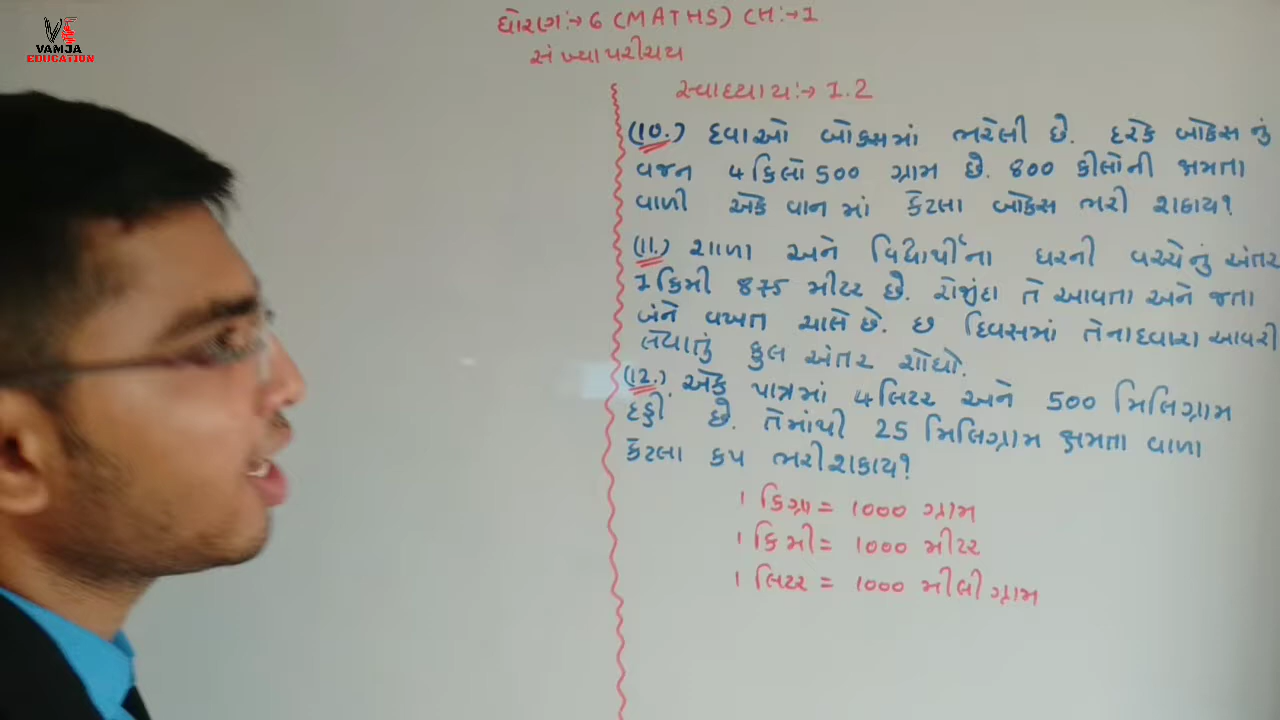 VE
VAMJA
EDUCATION
ધોરણ:→ 6 (MATHS) CH:→1
સંખ્યાપરીચય
સ્વાધ્યાય:→ 1.2
(10.) દવાઓ બોક્સમાં ભરેલી છે. દરેક બોક્સ નું
વજન 4 કિલો 500 ગ્રામ છે. 800 કીલોની ક્ષમતા
વાળી એક વાન માં કેટલા બોક્સ ભરી શકાય?
(11.) શાળા અને વિદ્યાર્થીના ઘરની વચ્ચેનું અંતર
1 કિમી 875 મીટર છે. રોજીંદા તે આવતા અને જતા
બંને વખત ચાલે છે. છ દિવસમાં તેના દ્વારા આવરી
લેવાતું કુલ અંતર શોધો.
(12.) એક પાત્રમાં 4 લિટર અને 500 મિલિગ્રામ
દહીં છે. તેમાંથી 25 મિલિગ્રામ ક્ષમતા વાળા
કેટલા કપ ભરી શકાય?
1 કિગ્રા = 1000 ગ્રામ
1 કિમી = 1000 મીટર
1 લિટર = 1000 મીલી ગ્રામ